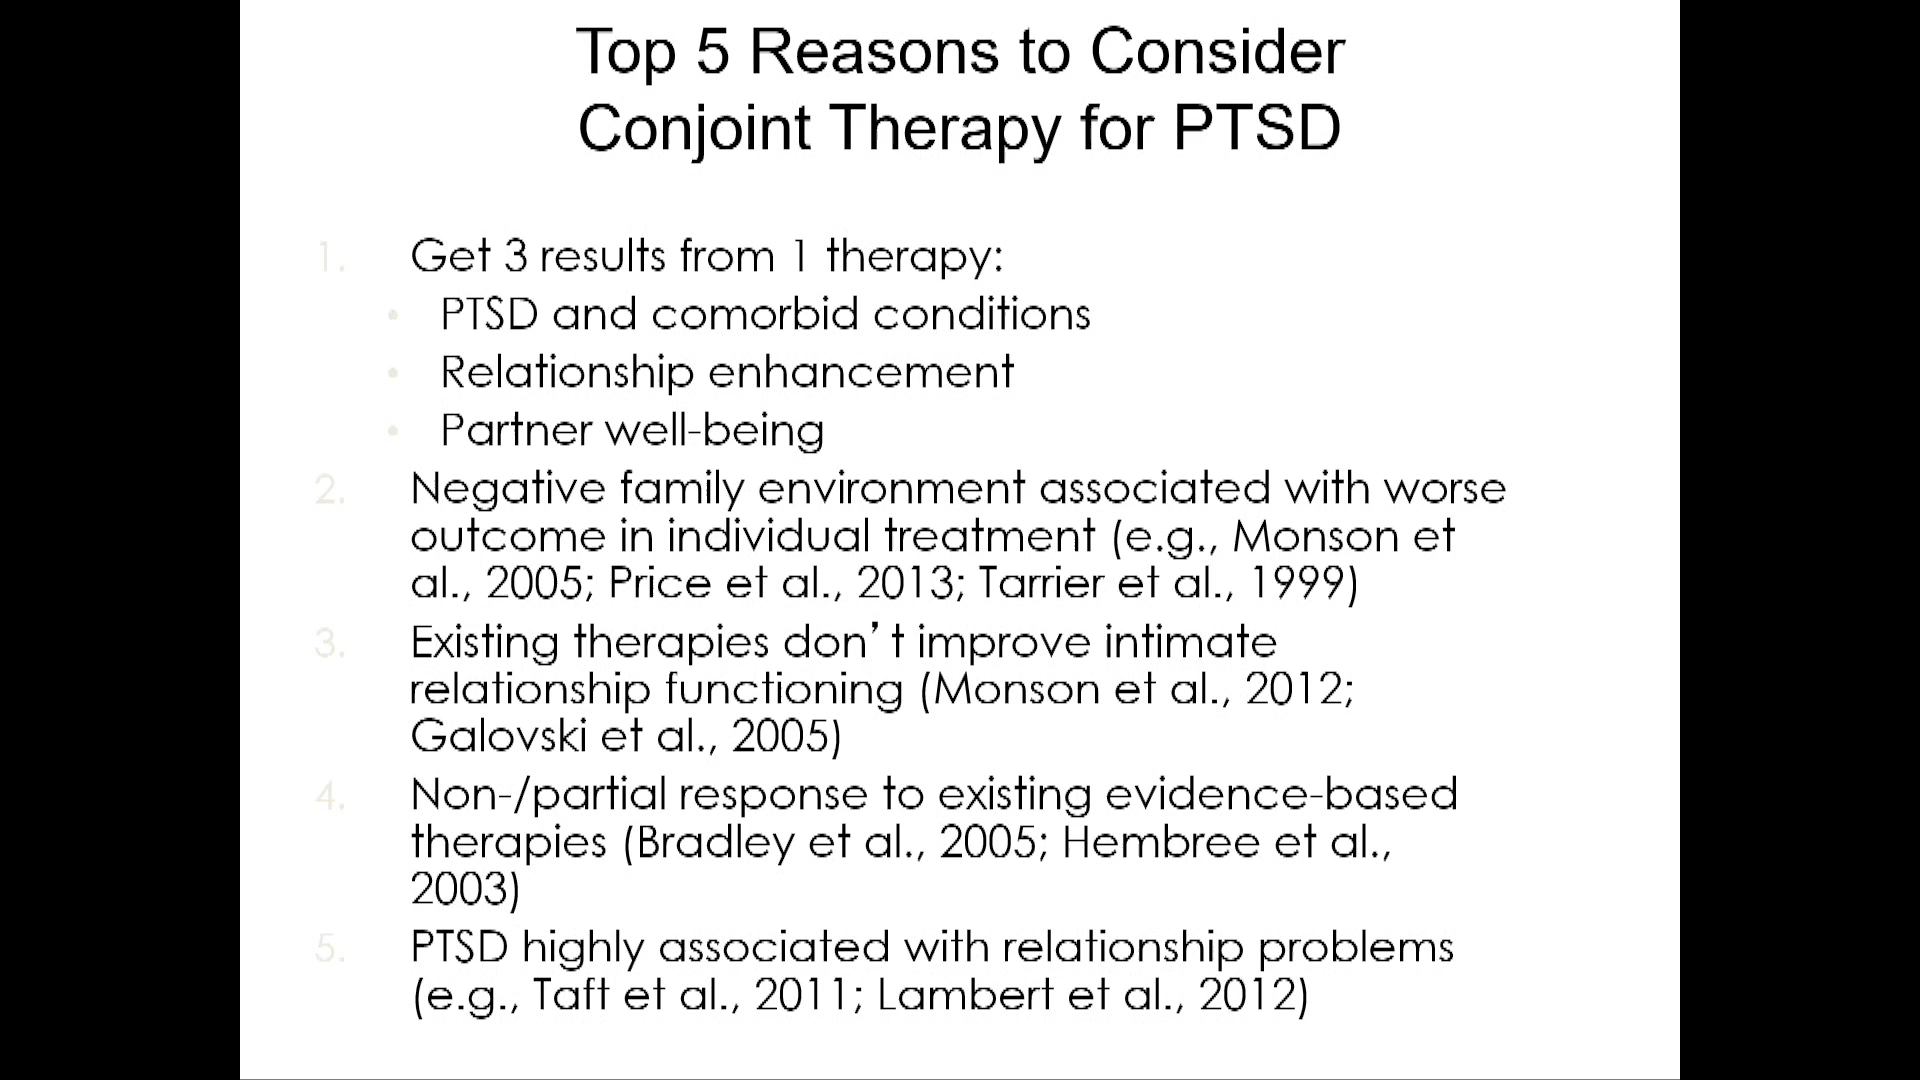 Top 5 Reasons to Consider
Conjoint Therapy for PTSD
1. Get 3 results from 1 therapy:
• PTSD and comorbid conditions
• Relationship enhancement
• Partner well-being
2. Negative family environment associated with worse
outcome in individual treatment (e.g., Monson et
al., 2005; Price et al., 2013; Tarrier et al., 1999)
3. Existing therapies don’t improve intimate
relationship functioning (Monson et al., 2012;
Galovski et al., 2005)
4. Non-/partial response to existing evidence-based
therapies (Bradley et al., 2005; Hembree et al.,
2003)
5. PTSD highly associated with relationship problems
(e.g., Taft et al., 2011; Lambert et al., 2012)